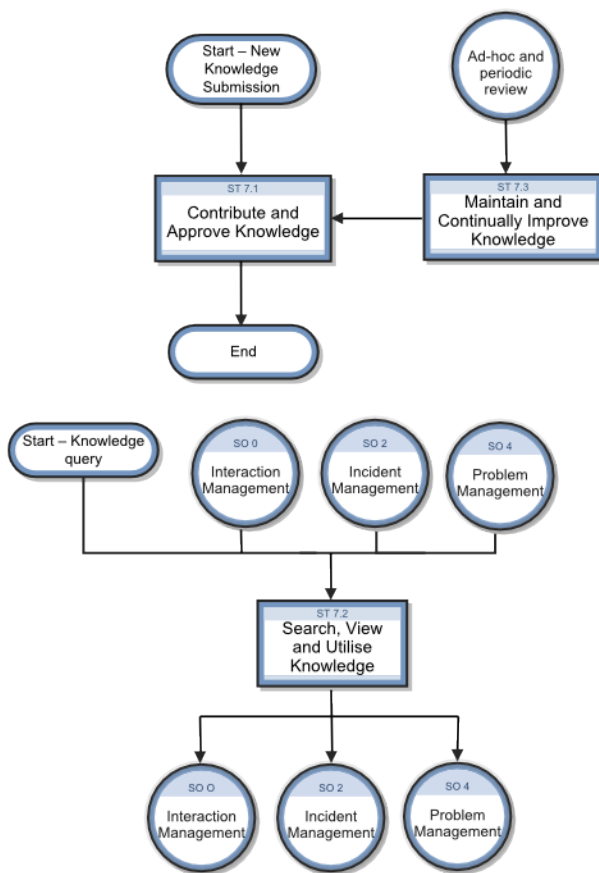 Start – New
Knowledge
Submission
Ad-hoc and
periodic
review
ST 7.1
Contribute and
Approve Knowledge
ST 7.3
Maintain and
Continually Improve
Knowledge
End
Start – Knowledge
query
SO 0
Interaction
Management
SO 2
Incident
Management
SO 4
Problem
Management
ST 7.2
Search, View
and Utilise
Knowledge
SO O
Interaction
Management
SO 2
Incident
Management
SO 4
Problem
Management